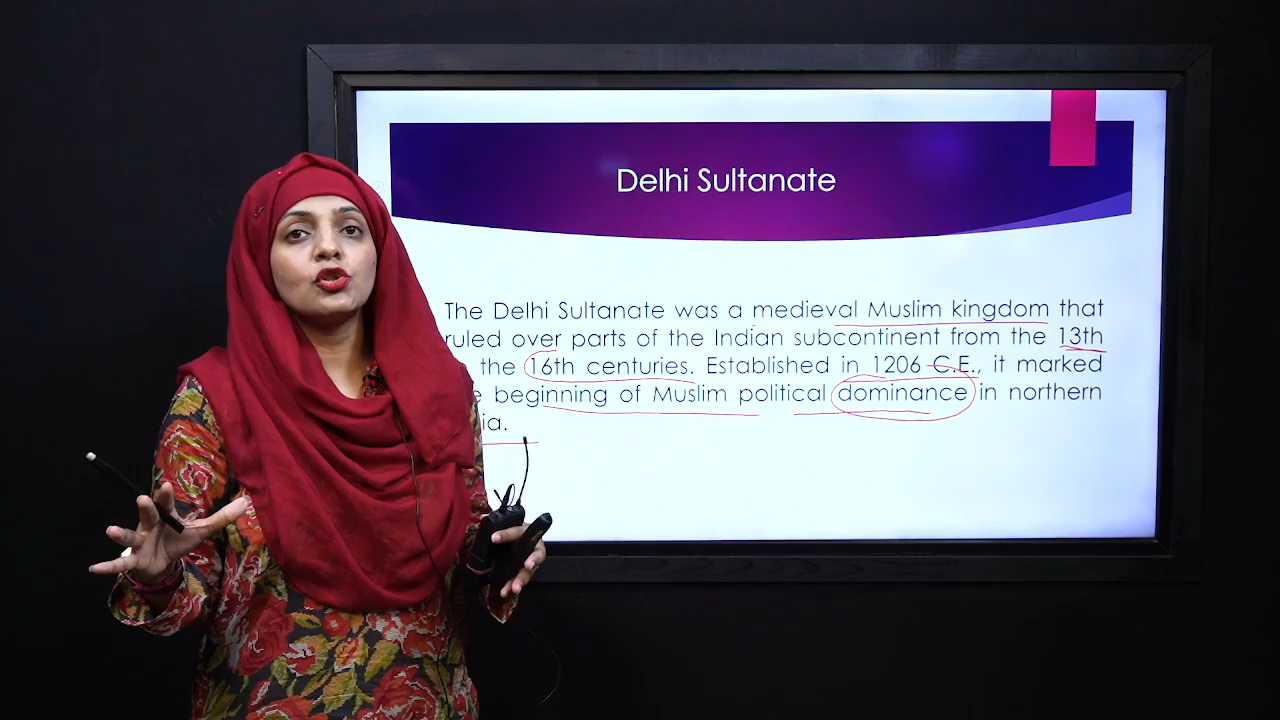 Delhi Sultanate
The Delhi Sultanate was a medieval Muslim kingdom that
ruled over parts of the Indian subcontinent from the 13th
the 16th centuries. Established in 1206 C.E., it marked
beginning of Muslim political dominance in northern